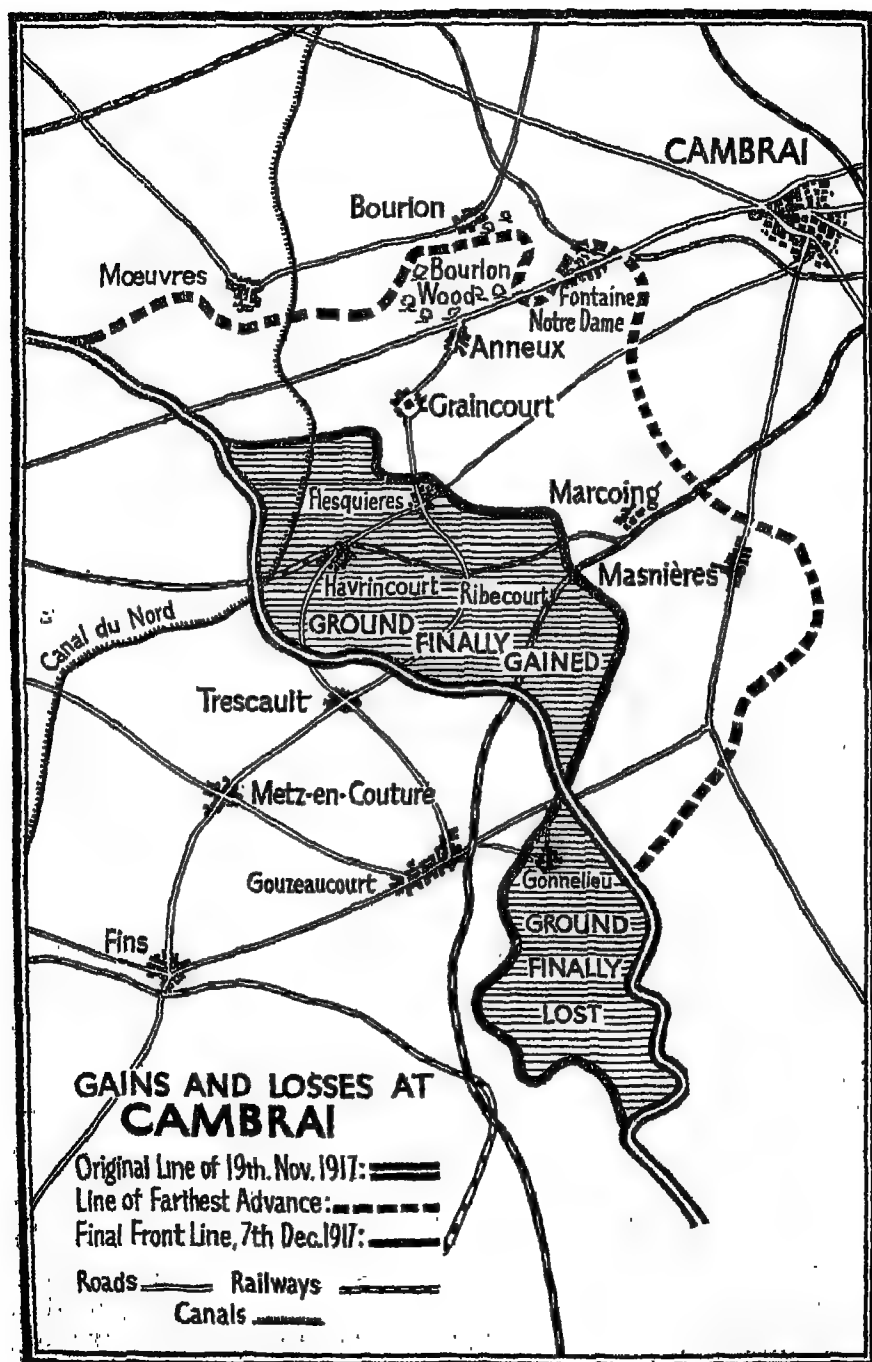 CAMBRAI
Bourlon
Mœuvres
Bourlon
Wood
Fontaine
Notre Dame
Anneux
Graincourt
Flesquieres
Marcoing
Havrincourt
Ribecourt
Masnières
Canal du Nord
GROUND FINALLY GAINED
Trescault
Metz-en-Couture
Gouzeaucourt
Gonnelieu
GROUND
FINALLY
LOST
Fins
GAINS AND LOSSES AT
CAMBRAI
Original Line of 19th. Nov. 1917:
Line of Farthest Advance:
Final Front Line, 7th Dec. 1917:
Roads Railways
Canals